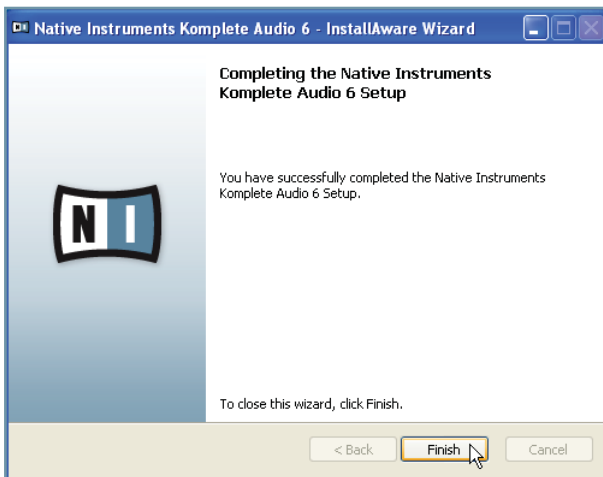 Native Instruments Komplete Audio 6 - InstallAware Wizard
Completing the Native Instruments
Komplete Audio 6 Setup
You have successfully completed the Native Instruments
Komplete Audio 6 Setup.
NI
To close this wizard, click Finish.
< Back Finish Cancel